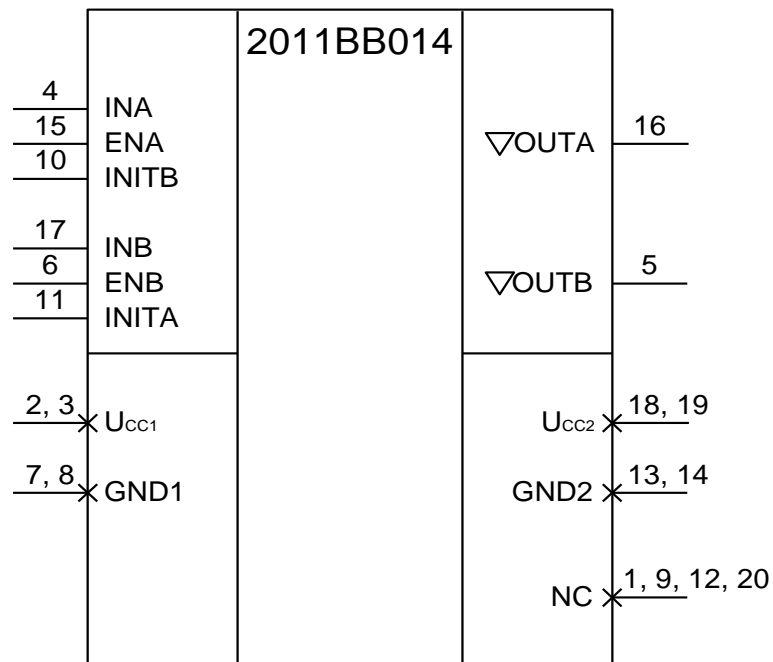 2011BB014
4 INA
15 ENA
10 INITB
17 INB
6 ENB
11 INITA
OUTA 16
OUTB 5
2, 3 UCC1
7, 8 GND1
UCC2 18, 19
GND2 13, 14
NC 1, 9, 12, 20